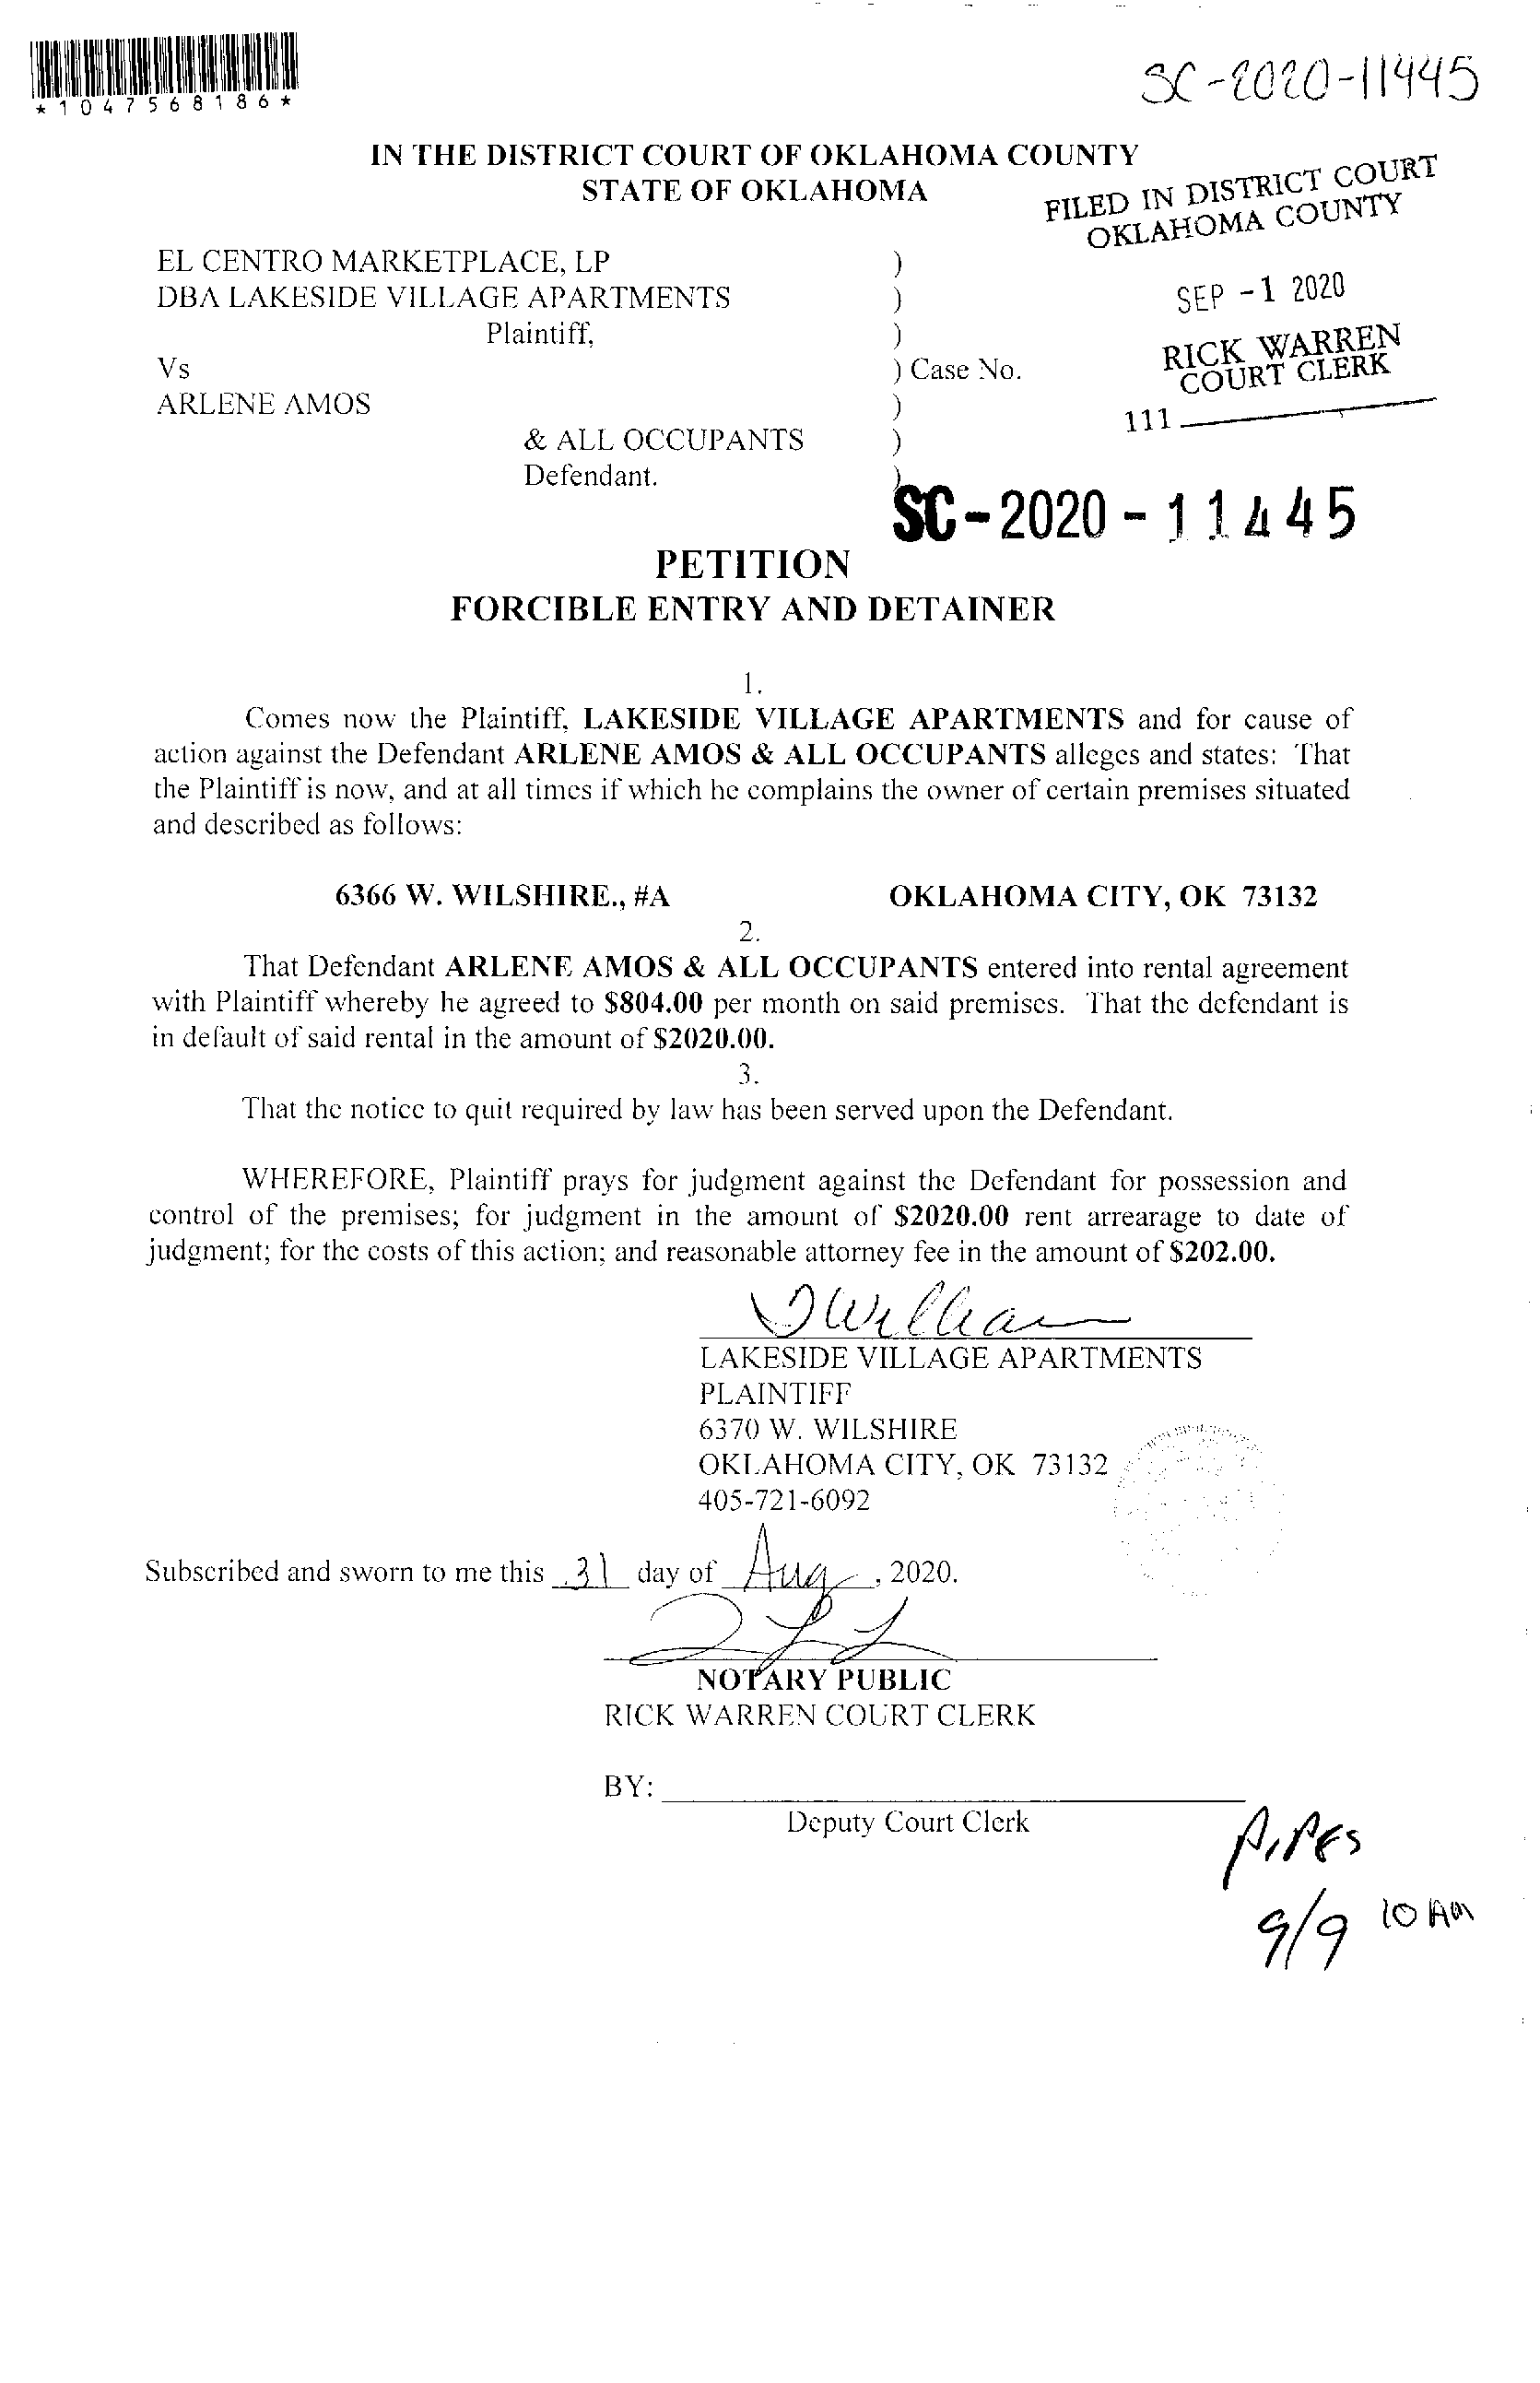 *1047568186*
SC-2020-11445
IN THE DISTRICT COURT OF OKLAHOMA COUNTY
STATE OF OKLAHOMA
FILED IN DISTRICT COURT
OKLAHOMA COUNTY
SEP -1 2020
RICK WARREN
COURT CLERK
111
EL CENTRO MARKETPLACE, LP )
DBA LAKESIDE VILLAGE APARTMENTS )
Plaintiff, )
Vs ) Case No.
ARLENE AMOS )
& ALL OCCUPANTS )
Defendant. )
SC-2020-11445
PETITION
FORCIBLE ENTRY AND DETAINER
1.
Comes now the Plaintiff, LAKESIDE VILLAGE APARTMENTS and for cause of
action against the Defendant ARLENE AMOS & ALL OCCUPANTS alleges and states: That
the Plaintiff is now, and at all times if which he complains the owner of certain premises situated
and described as follows:
6366 W. WILSHIRE., #A OKLAHOMA CITY, OK 73132
2.
That Defendant ARLENE AMOS & ALL OCCUPANTS entered into rental agreement
with Plaintiff whereby he agreed to $804.00 per month on said premises. That the defendant is
in default of said rental in the amount of $2020.00.
3.
That the notice to quit required by law has been served upon the Defendant.
WHEREFORE, Plaintiff prays for judgment against the Defendant for possession and
control of the premises; for judgment in the amount of $2020.00 rent arrearage to date of
judgment; for the costs of this action; and reasonable attorney fee in the amount of $202.00.
LAKESIDE VILLAGE APARTMENTS
PLAINTIFF
6370 W. WILSHIRE
OKLAHOMA CITY, OK 73132
405-721-6092
Subscribed and sworn to me this 31 day of Aug, 2020.
NOTARY PUBLIC
RICK WARREN COURT CLERK
BY:
Deputy Court Clerk
9/9 10 AM